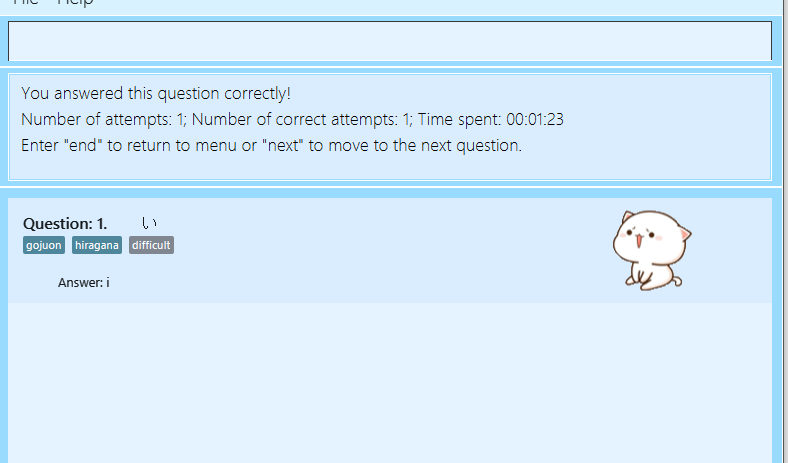 File Help
You answered this question correctly!
Number of attempts: 1; Number of correct attempts: 1; Time spent: 00:01:23
Enter "end" to return to menu or "next" to move to the next question.
Question: 1. い
gojuon hiragana difficult
Answer: i